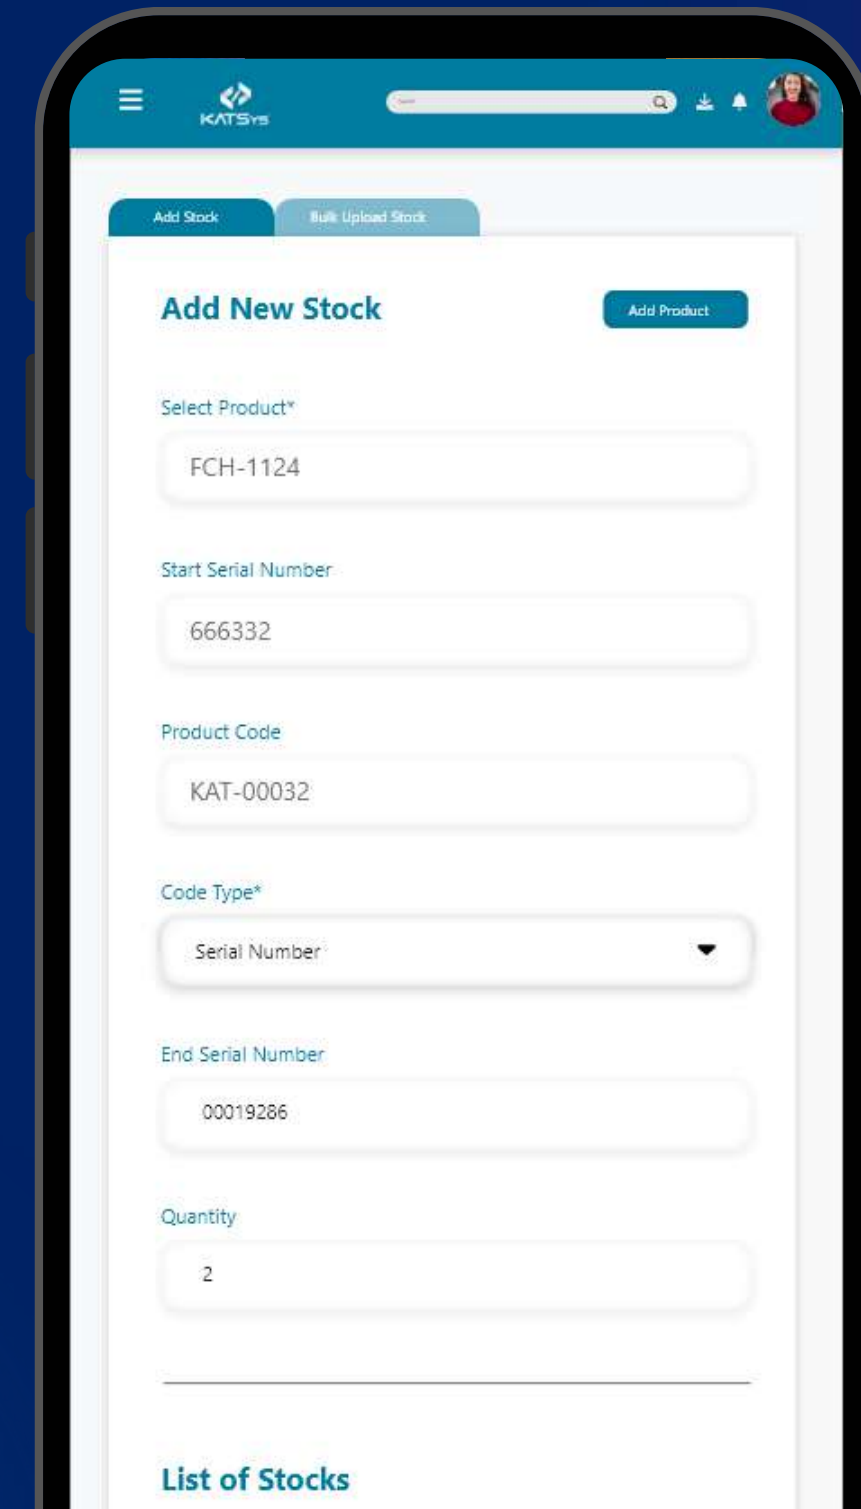 KATSYS
Search
Add Stock
Bulk Upload Stock
Add New Stock
Add Product
Select Product*
FCH-1124
Start Serial Number
666332
Product Code
KAT-00032
Code Type*
Serial Number
End Serial Number
00019286
Quantity
2
List of Stocks